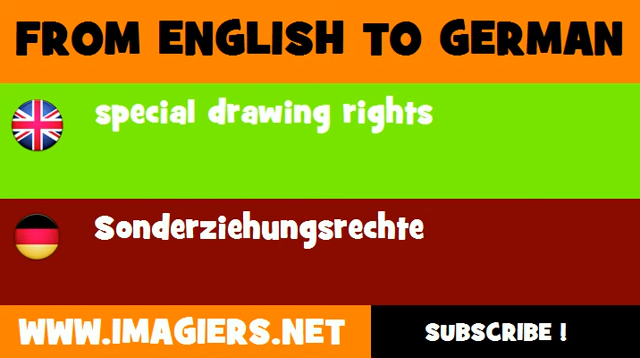 FROM ENGLISH TO GERMAN
special drawing rights
Sonderziehungsrechte
WWW.IMAGIERS.NET
SUBSCRIBE !